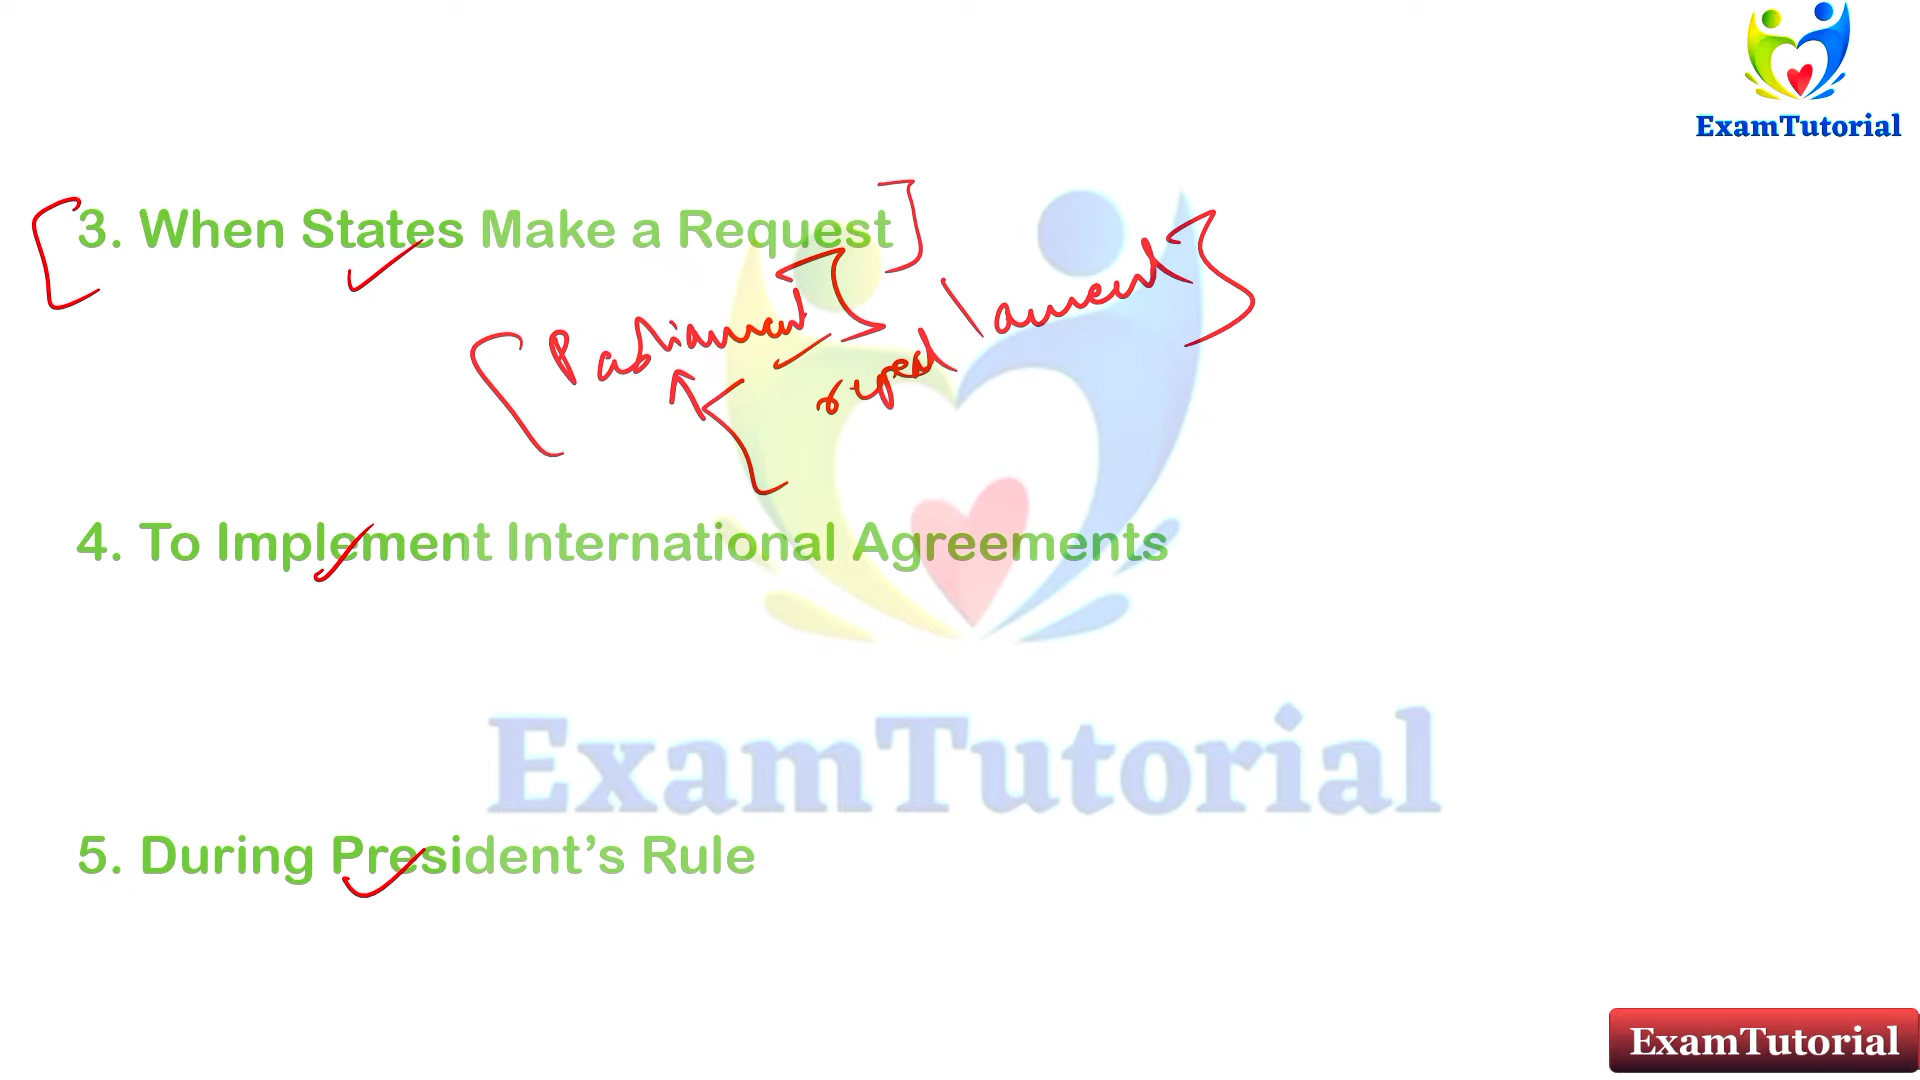 ExamTutorial
3. When States Make a Request
Parliament
repeal \ ament
4. To Implement International Agreements
ExamTutorial
5. During President’s Rule
ExamTutorial